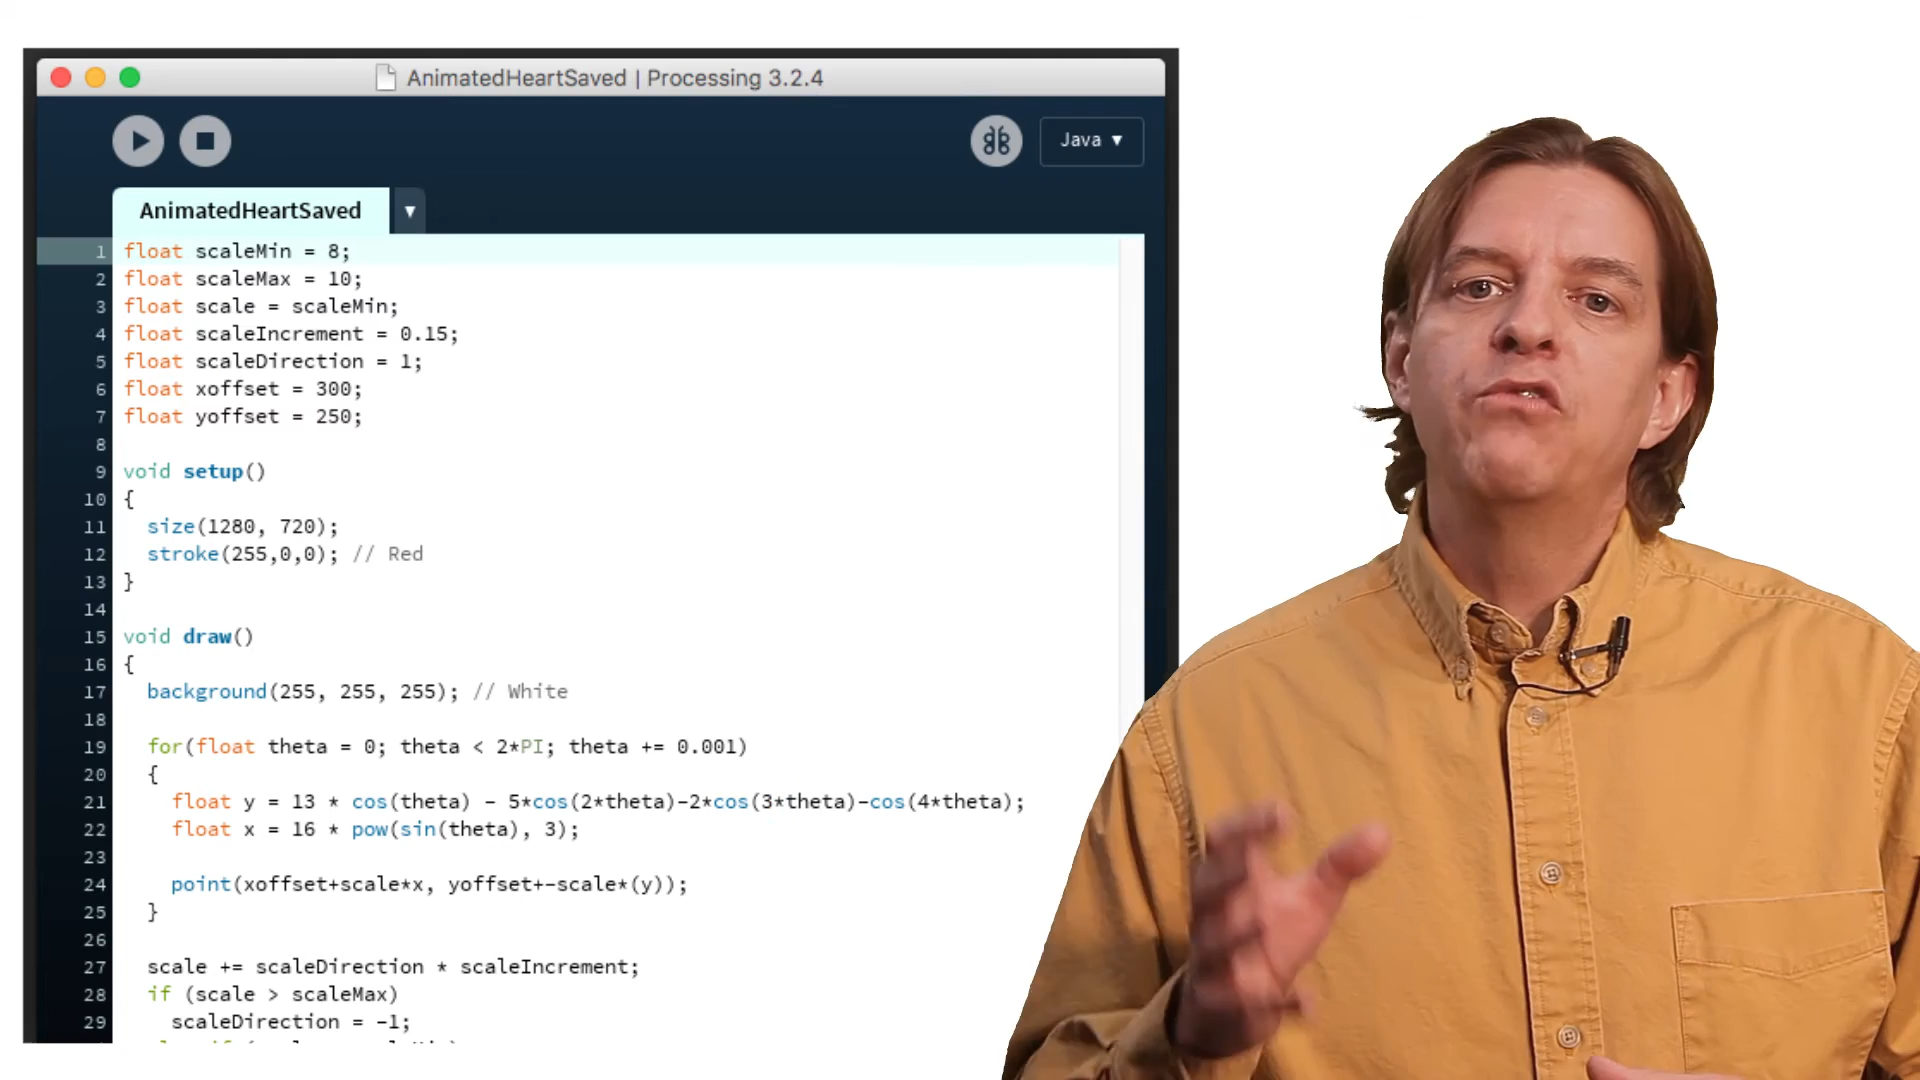 AnimatedHeartSaved | Processing 3.2.4
Java ▼
AnimatedHeartSaved ▼
1 float scaleMin = 8;
2 float scaleMax = 10;
3 float scale = scaleMin;
4 float scaleIncrement = 0.15;
5 float scaleDirection = 1;
6 float xoffset = 300;
7 float yoffset = 250;
8
9 void setup()
10 {
11 size(1280, 720);
12 stroke(255,0,0); // Red
13 }
14
15 void draw()
16 {
17 background(255, 255, 255); // White
18
19 for(float theta = 0; theta < 2*PI; theta += 0.001)
20 {
21 float y = 13 * cos(theta) - 5*cos(2*theta)-2*cos(3*theta)-cos(4*theta);
22 float x = 16 * pow(sin(theta), 3);
23
24 point(xoffset+scale*x, yoffset+-scale*(y));
25 }
26
27 scale += scaleDirection * scaleIncrement;
28 if (scale > scaleMax)
29 scaleDirection = -1;